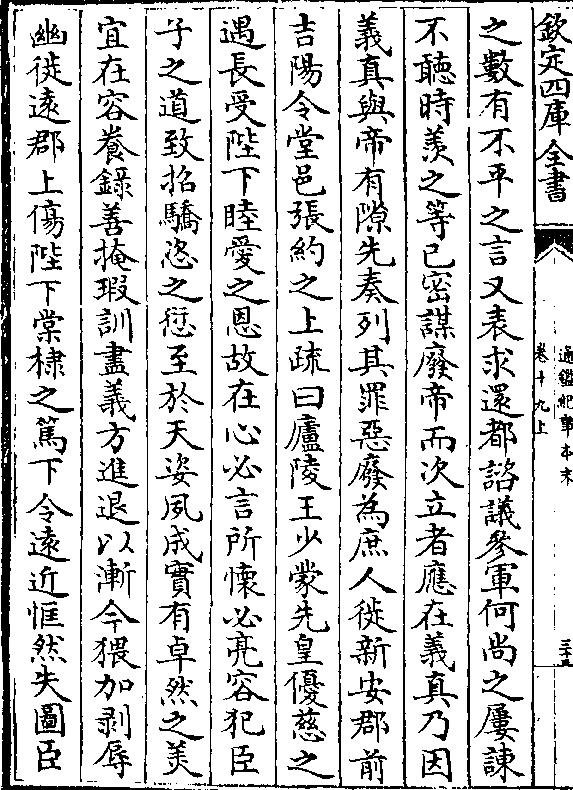 欽定四庫全書
通鑑紀事本末
卷十九上
三十五
之數有不平之言又表求還都諮議參軍何尚之屢諫
不聽時羨之等已密謀廢帝而次立者應在義真乃因
義真與帝有隙先奏列其罪惡廢為庶人徙新安郡前
吉陽令堂邑張約之上疏曰廬陵王少蒙先皇優慈之
遇長受陛下睦愛之恩故在心必言所懷必亮容犯臣
子之道致招驕恣之愆至於天姿夙成實有卓然之美
宜在容養錄善掩瑕訓盡義方進退以漸今猥加剥辱
幽徙遠郡上傷陛下棠棣之篤下令遠近恇然失圖臣